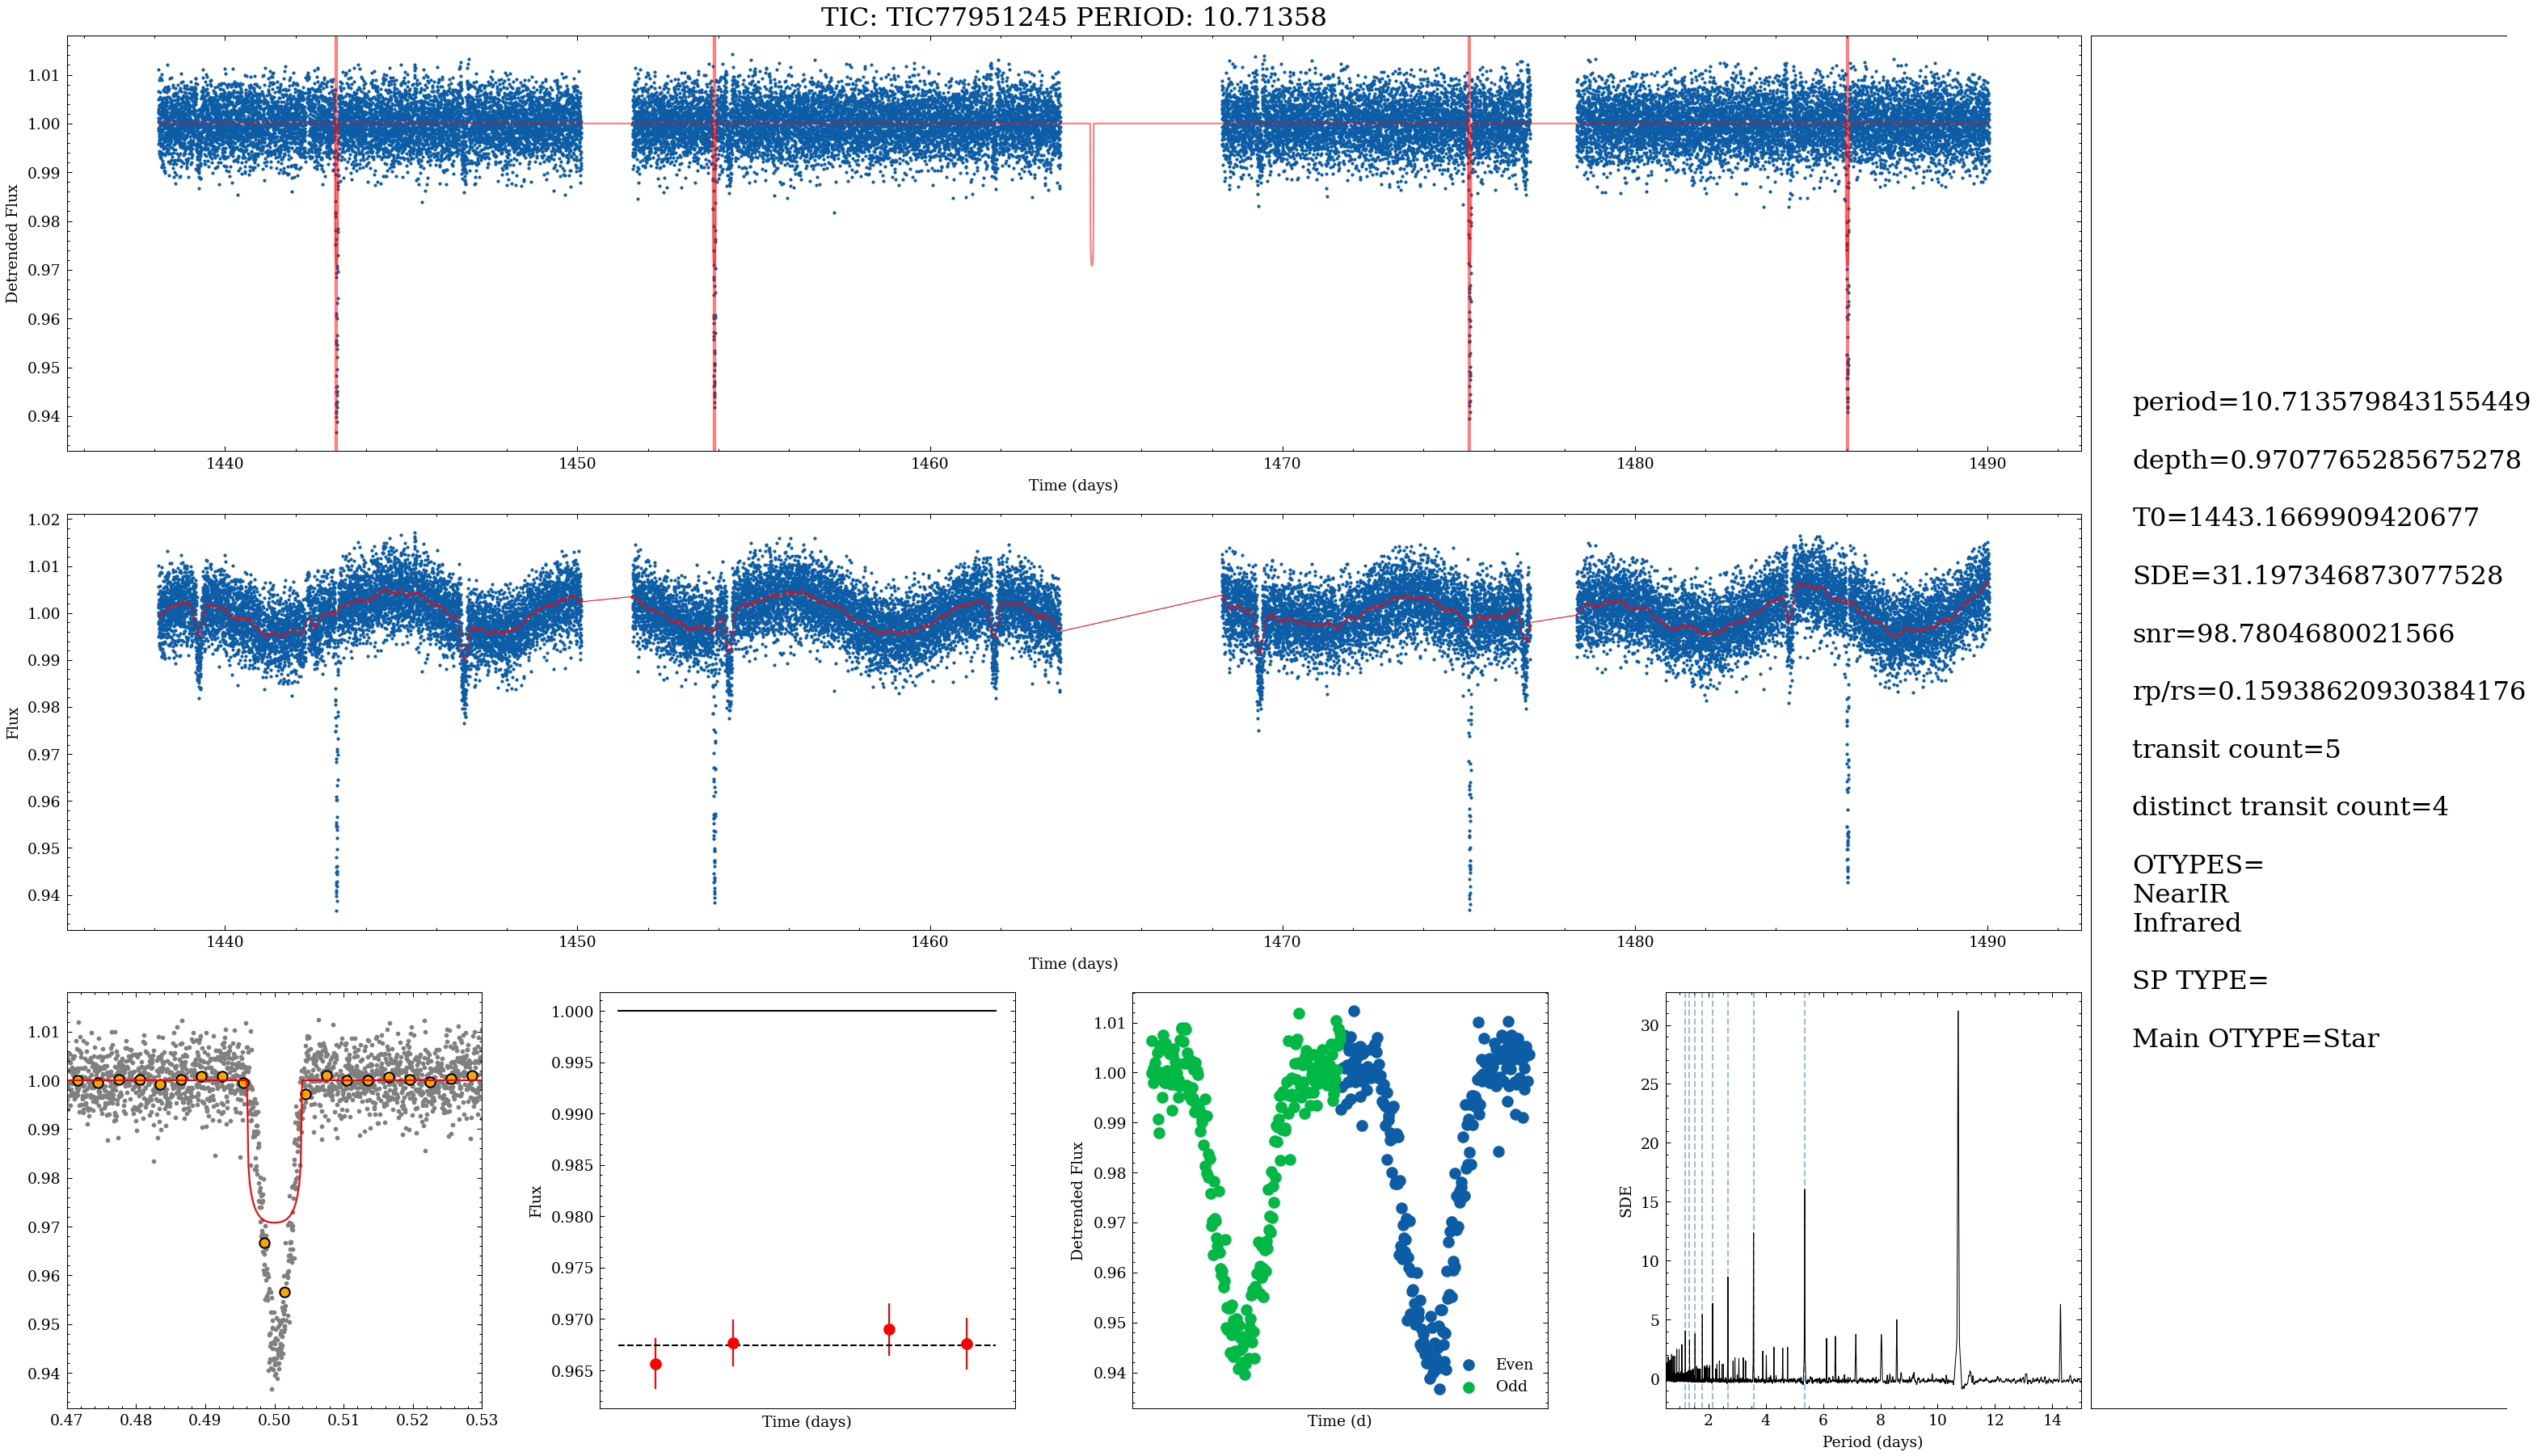 TIC: TIC77951245 PERIOD: 10.71358
1.01
1.00
0.99
0.98
0.97
0.96
0.95
0.94
Detrended Flux
1440 1450 1460 1470 1480 1490
Time (days)
1.02
1.01
1.00
0.99
0.98
0.97
0.96
0.95
0.94
Flux
1440 1450 1460 1470 1480 1490
Time (days)
1.01
1.00
0.99
0.98
0.97
0.96
0.95
0.94
0.47 0.48 0.49 0.50 0.51 0.52 0.53
1.000
0.995
0.990
0.985
0.980
0.975
0.970
0.965
Flux
Time (days)
1.01
1.00
0.99
0.98
0.97
0.96
0.95
0.94
Detrended Flux
Even
Odd
Time (d)
30
25
20
15
10
5
0
SDE
2 4 6 8 10 12 14
Period (days)
period=10.713579843155449
depth=0.9707765285675278
T0=1443.1669909420677
SDE=31.197346873077528
snr=98.7804680021566
rp/rs=0.15938620930384176
transit count=5
distinct transit count=4
OTYPES=
NearIR
Infrared
SP TYPE=
Main OTYPE=Star